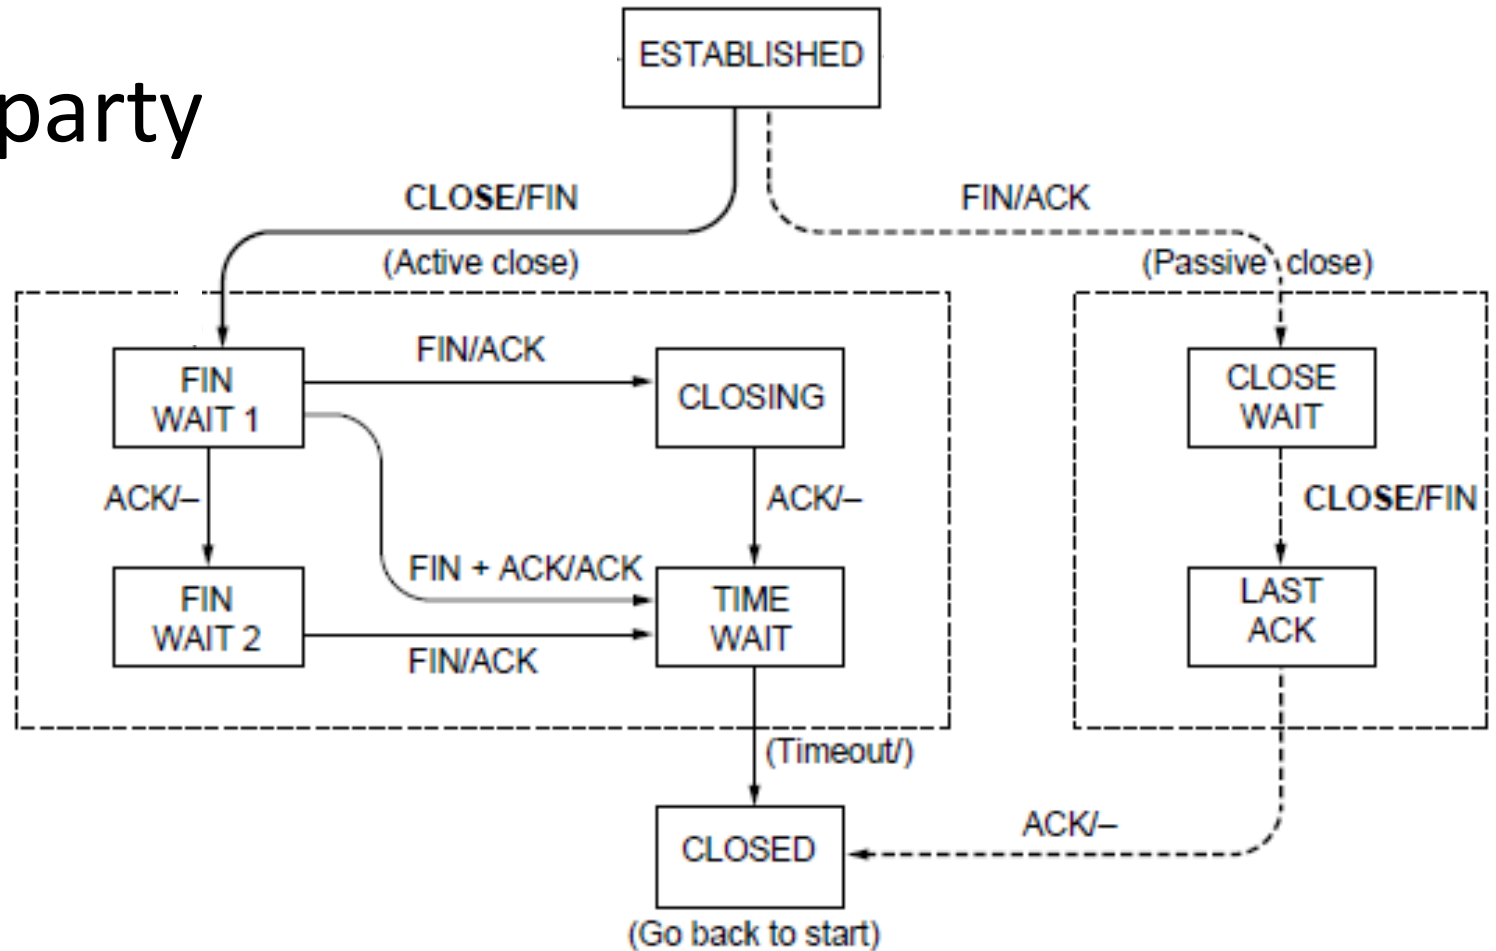 ESTABLISHED
party
CLOSE/FIN
FIN/ACK
(Active close)
(Passive close)
FIN
WAIT 1
FIN/ACK
CLOSING
CLOSE
WAIT
ACK/–
ACK/–
CLOSE/FIN
FIN + ACK/ACK
FIN
WAIT 2
TIME
WAIT
LAST
ACK
FIN/ACK
(Timeout/)
CLOSED
ACK/–
(Go back to start)